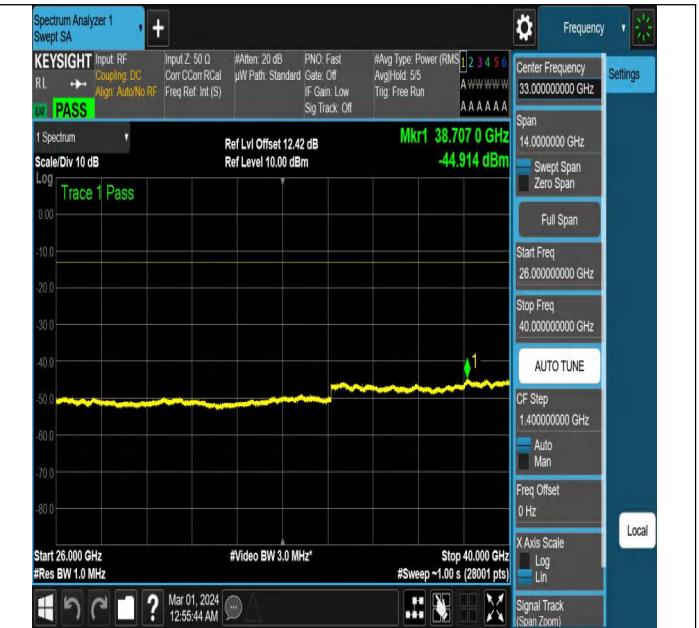 Spectrum Analyzer 1
Swept SA
+
Frequency
KEYSIGHT
RL
PASS
Input: RF
Coupling: DC
Align: Auto/No RF
Input Z: 50 Ω
Corr CCorr RCal
Freq Ref: Int (S)
#Atten: 20 dB
µW Path: Standard
PNO: Fast
Gate: Off
IF Gain: Low
Sig Track: Off
#Avg Type: Power (RMS
Avg|Hold: 5/5
Trig: Free Run
1 2 3 4 5 6
A W W W W W
A A A A A A
1 Spectrum
Scale/Div 10 dB
Ref Lvl Offset 12.42 dB
Ref Level 10.00 dBm
Mkr1 38.707 0 GHz
-44.914 dBm
Log
Trace 1 Pass
0.00
-10.0
-20.0
-30.0
-40.0
-50.0
-60.0
-70.0
-80.0
1
Start 26.000 GHz
#Res BW 1.0 MHz
#Video BW 3.0 MHz*
Stop 40.000 GHz
#Sweep ~1.00 s (28001 pts)
?
Mar 01, 2024
12:55:44 AM
Center Frequency
33.000000000 GHz
Settings
Span
14.0000000 GHz
Swept Span
Zero Span
Full Span
Start Freq
26.000000000 GHz
Stop Freq
40.000000000 GHz
AUTO TUNE
CF Step
1.400000000 GHz
Auto
Man
Freq Offset
0 Hz
X Axis Scale
Log
Lin
Local
Signal Track
(Span Zoom)